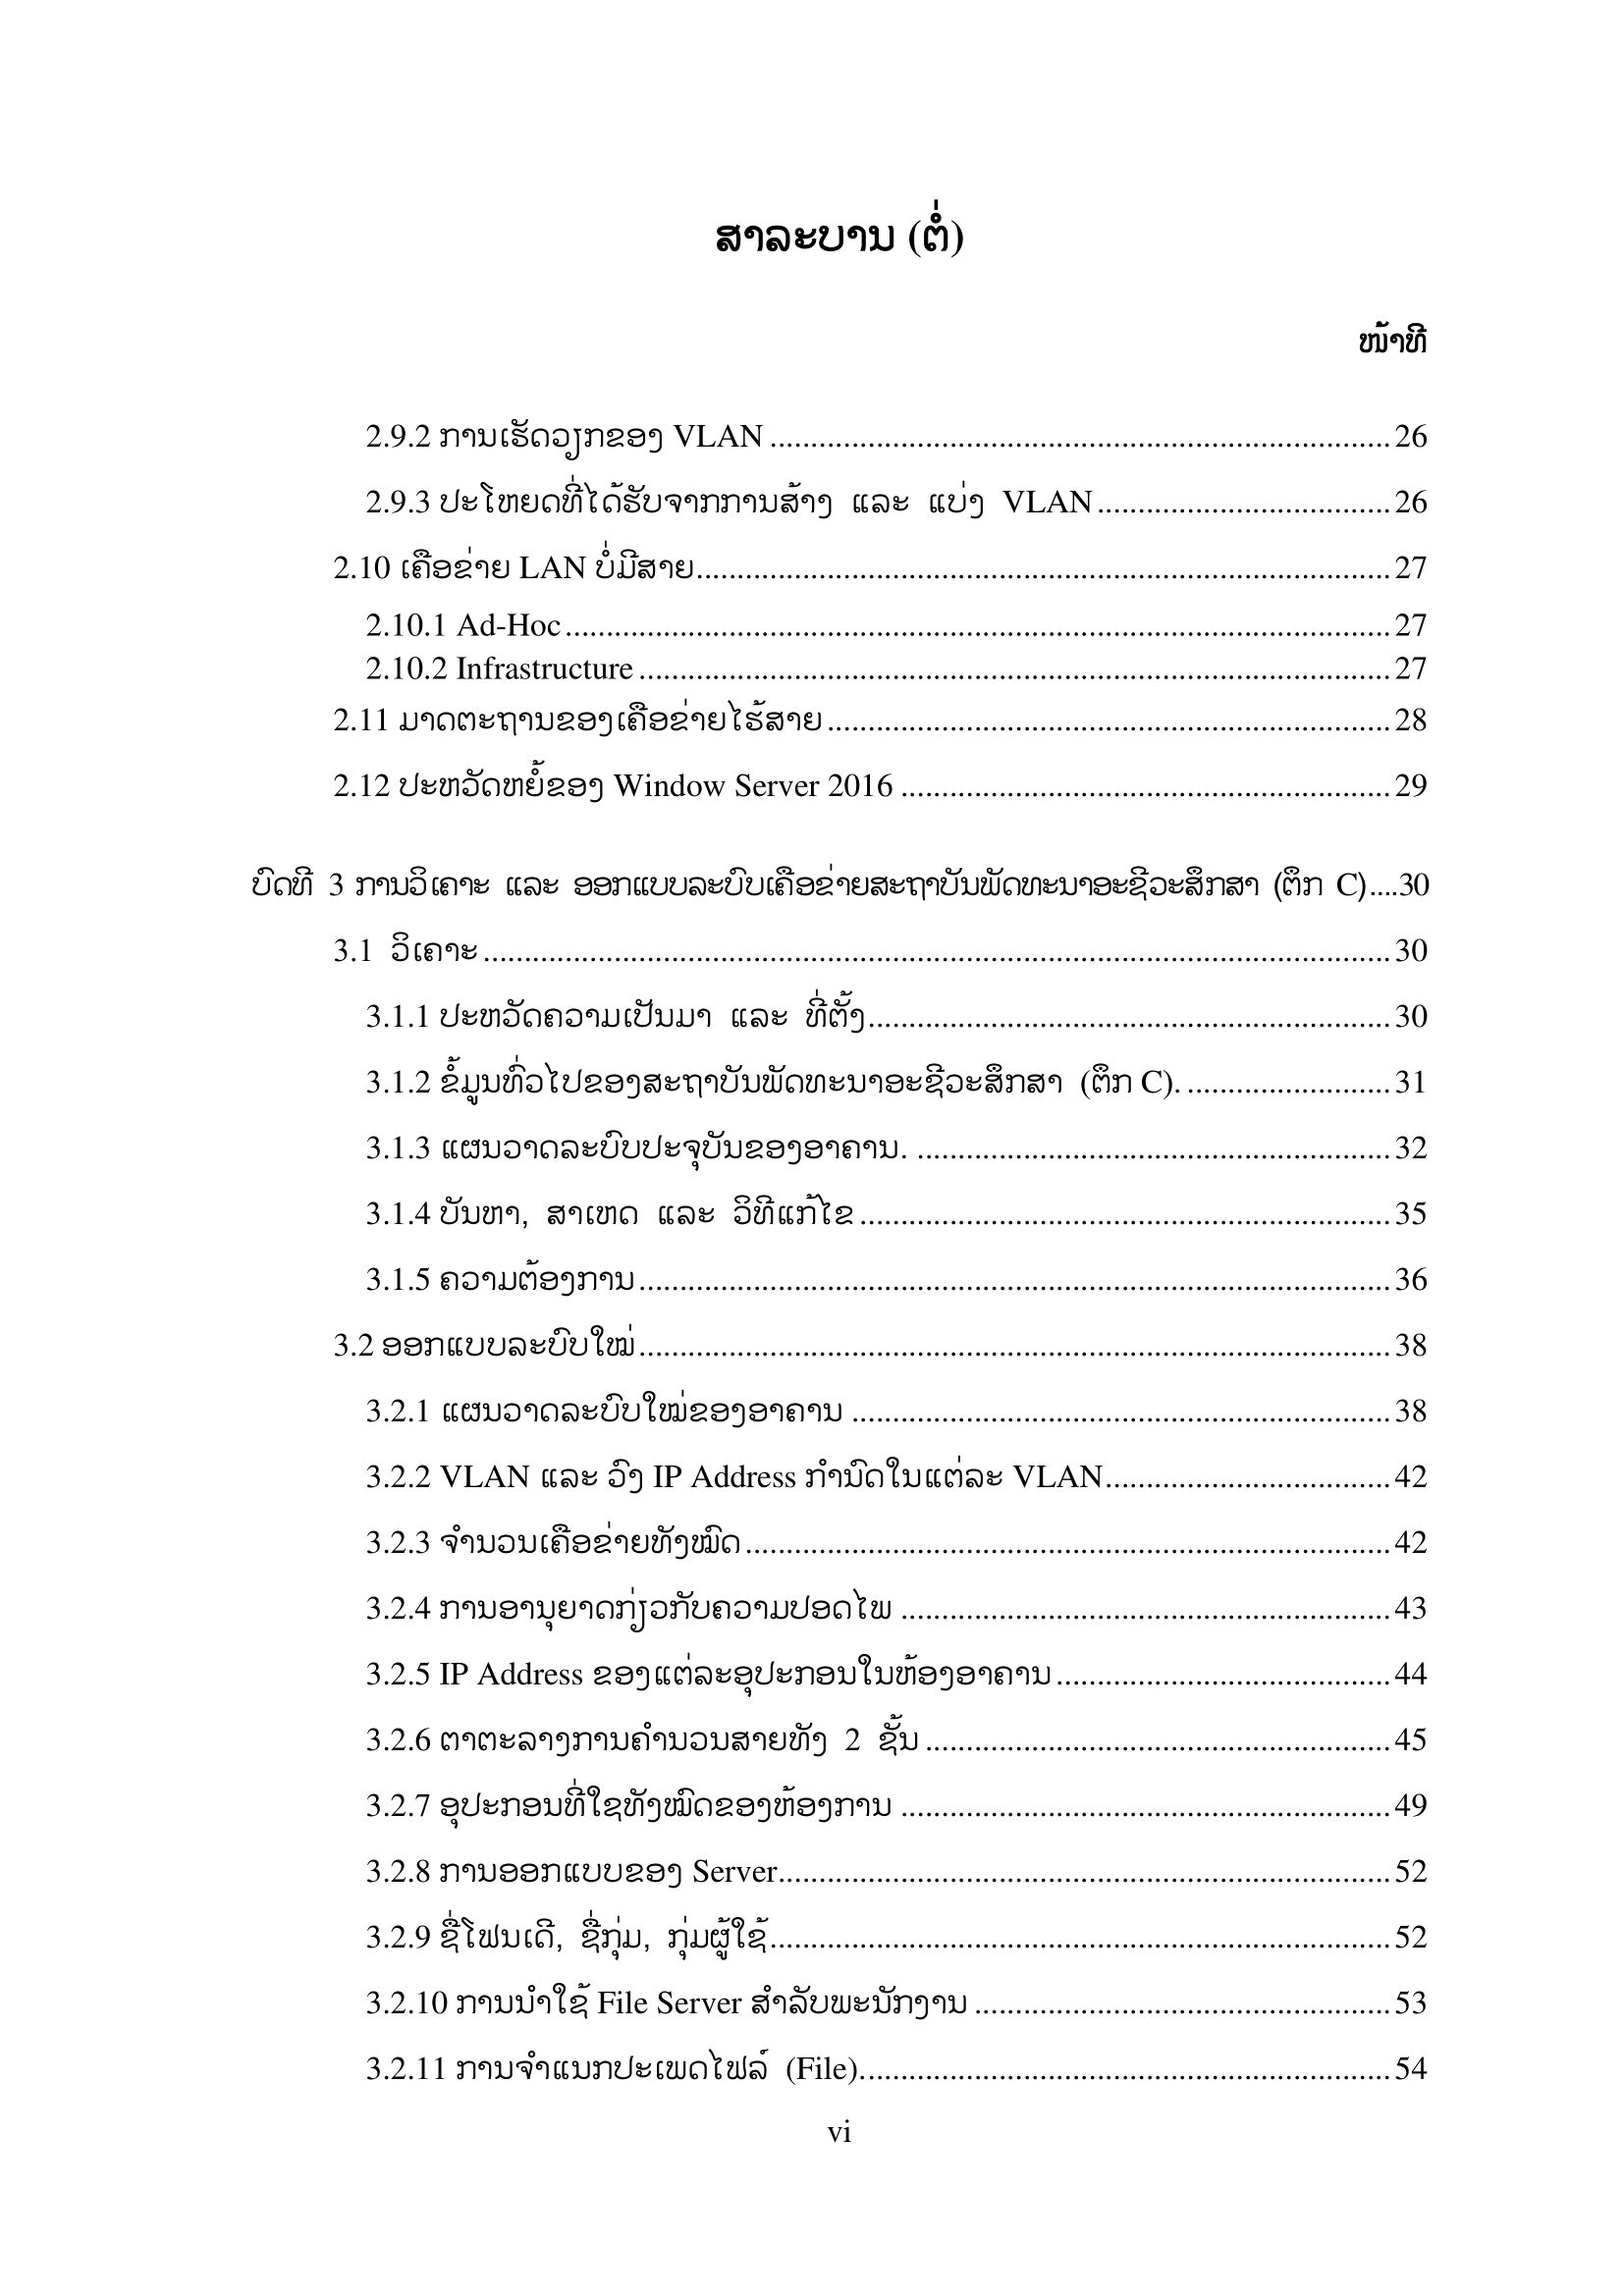 ສາລະບານ (ຕໍ່)
ໜ້າທີ
2.9.2 ການເຮັດວຽກຂອງ VLAN ........................ 26
2.9.3 ປະໂຫຍດທີ່ໄດ້ຮັບຈາກການສ້າງ ແລະ ແບ່ງ VLAN ........................ 26
2.10 ເຄືອຂ່າຍ LAN ບໍ່ມີສາຍ ........................ 27
2.10.1 Ad-Hoc ........................ 27
2.10.2 Infrastructure ........................ 27
2.11 ມາດຕະຖານຂອງເຄືອຂ່າຍໄຮ້ສາຍ ........................ 28
2.12 ປະຫວັດຫຍໍ້ຂອງ Window Server 2016 ........................ 29
ບົດທີ 3 ການວິເຄາະ ແລະ ອອກແບບລະບົບເຄືອຂ່າຍສະຖາບັນພັດທະນາອະຊີວະສຶກສາ (ຕຶກ C)....30
3.1 ວິເຄາະ ........................ 30
3.1.1 ປະຫວັດຄວາມເປັນມາ ແລະ ທີ່ຕັ້ງ ........................ 30
3.1.2 ຂໍ້ມູນທົ່ວໄປຂອງສະຖາບັນພັດທະນາອະຊີວະສຶກສາ (ຕຶກ C). ........................ 31
3.1.3 ແຜນວາດລະບົບປະຈຸບັນຂອງອາຄານ. ........................ 32
3.1.4 ບັນຫາ, ສາເຫດ ແລະ ວິທີແກ້ໄຂ ........................ 35
3.1.5 ຄວາມຕ້ອງການ ........................ 36
3.2 ອອກແບບລະບົບໃໝ່ ........................ 38
3.2.1 ແຜນວາດລະບົບໃໝ່ຂອງອາຄານ ........................ 38
3.2.2 VLAN ແລະ ວົງ IP Address ກຳນົດໃນແຕ່ລະ VLAN ........................ 42
3.2.3 ຈຳນວນເຄືອຂ່າຍທັງໝົດ ........................ 42
3.2.4 ການອານຸຍາດກ່ຽວກັບຄວາມປອດໄພ ........................ 43
3.2.5 IP Address ຂອງແຕ່ລະອຸປະກອນໃນຫ້ອງອາຄານ ........................ 44
3.2.6 ຕາຕະລາງການຄຳນວນສາຍທັງ 2 ຊັ້ນ ........................ 45
3.2.7 ອຸປະກອນທີ່ໃຊທັງໝົດຂອງຫ້ອງການ ........................ 49
3.2.8 ການອອກແບບຂອງ Server ........................ 52
3.2.9 ຊື່ໂຟນເດີ, ຊື່ກຸ່ມ, ກຸ່ມຜູ້ໃຊ້ ........................ 52
3.2.10 ການນຳໃຊ້ File Server ສຳລັບພະນັກງານ ........................ 53
3.2.11 ການຈຳແນກປະເພດໄຟລ໌ (File) ........................ 54
vi